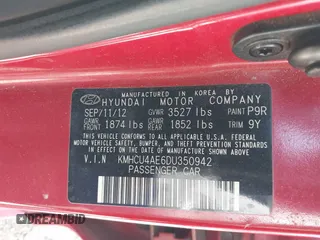 MANUFACTURED IN KOREA BY
HYUNDAI MOTOR COMPANY
SEP/11/12 GVWR 3527 lbs PAINT P9R
GAWR FRONT 1874 lbs GAWR REAR 1852 lbs TRIM 9Y
THIS VEHICLE CONFORMS TO ALL APPLICABLE
U.S. FEDERAL MOTOR VEHICLE SAFETY, BUMPER,
AND THEFT PREVENTION STANDARDS IN EFFECT
ON THE DATE OF MANUFACTURE SHOWN ABOVE.
V.I.N KMHCU4AE6DU350942
PASSENGER CAR
DREAMBID